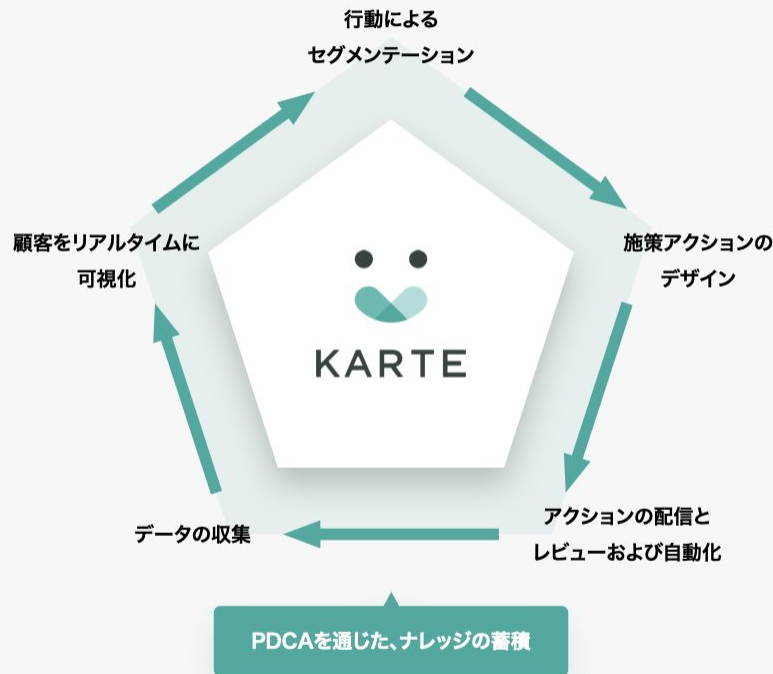 行動による
セグメンテーション
顧客をリアルタイムに
可視化
施策アクションの
デザイン
KARTE
データの収集
アクションの配信と
レビューおよび自動化
PDCAを通じた、ナレッジの蓄積